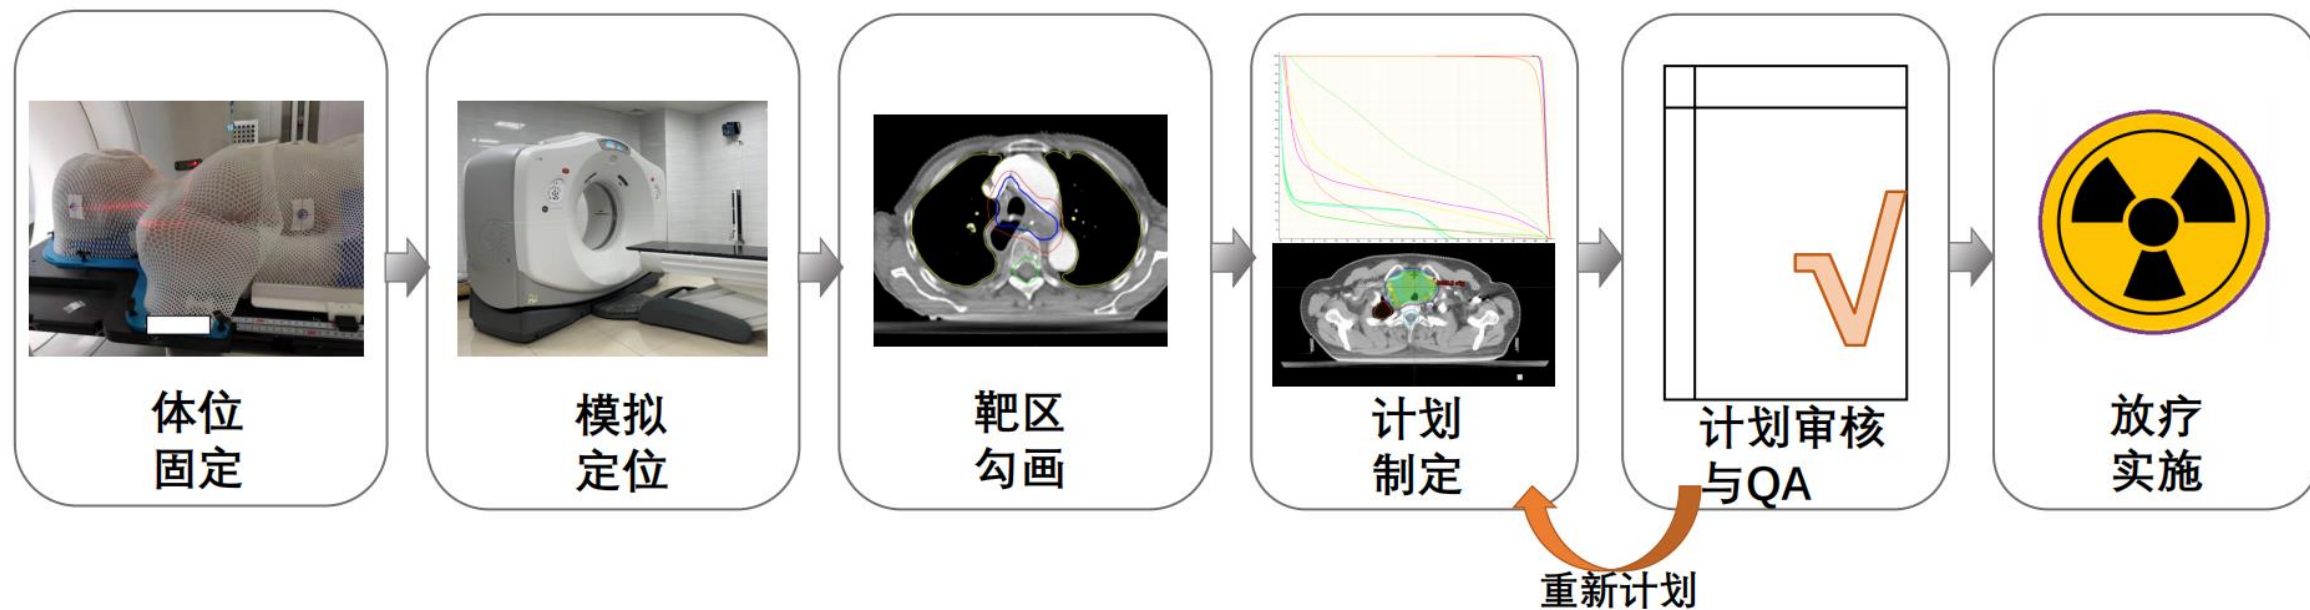 体位
固定
模拟
定位
靶区
勾画
计划
制定
计划审核
与QA
放疗
实施
重新计划